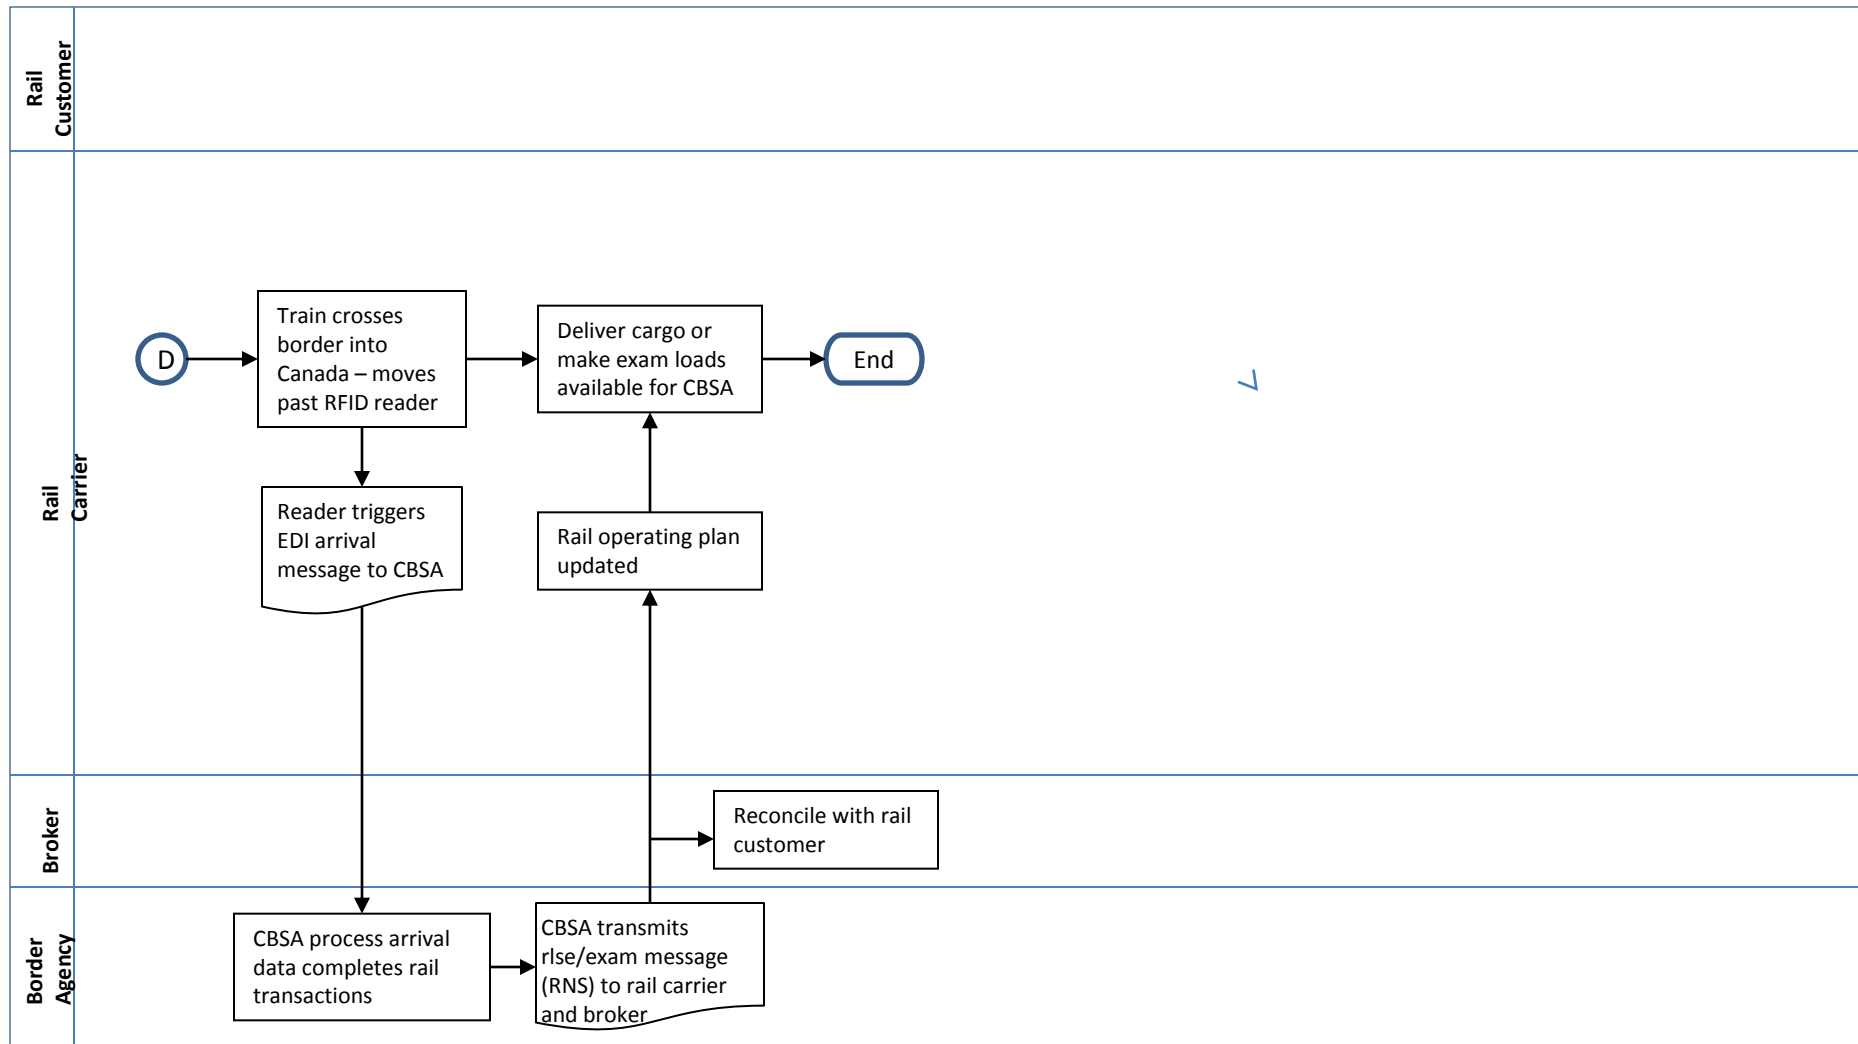 Rail
Customer
Rail
Carrier
D
Train crosses
border into
Canada – moves
past RFID reader
Deliver cargo or
make exam loads
available for CBSA
End
Reader triggers
EDI arrival
message to CBSA
Rail operating plan
updated
Broker
Reconcile with rail
customer
Border
Agency
CBSA process arrival
data completes rail
transactions
CBSA transmits
rlse/exam message
(RNS) to rail carrier
and broker